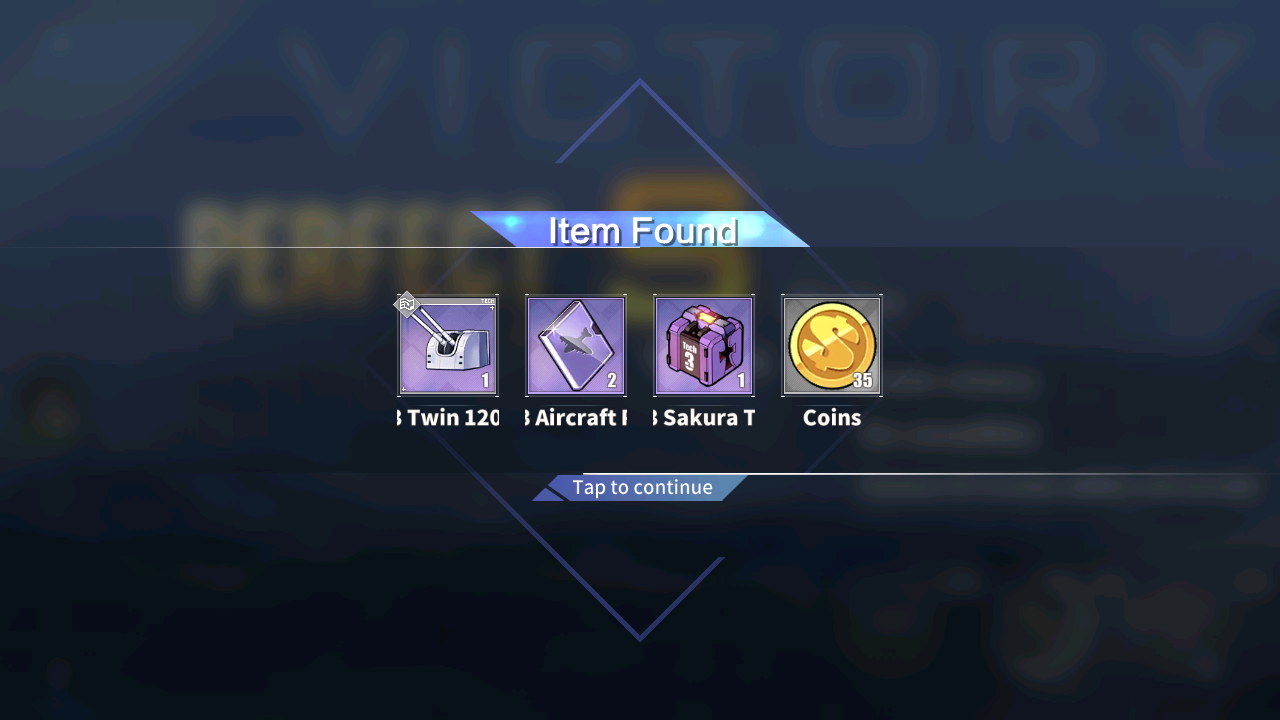 VICTORY
PERFECT S
Item Found
TECH
1
2
Tech
3
1
35
3 Twin 120
3 Aircraft
3 Sakura T
Coins
Tap to continue